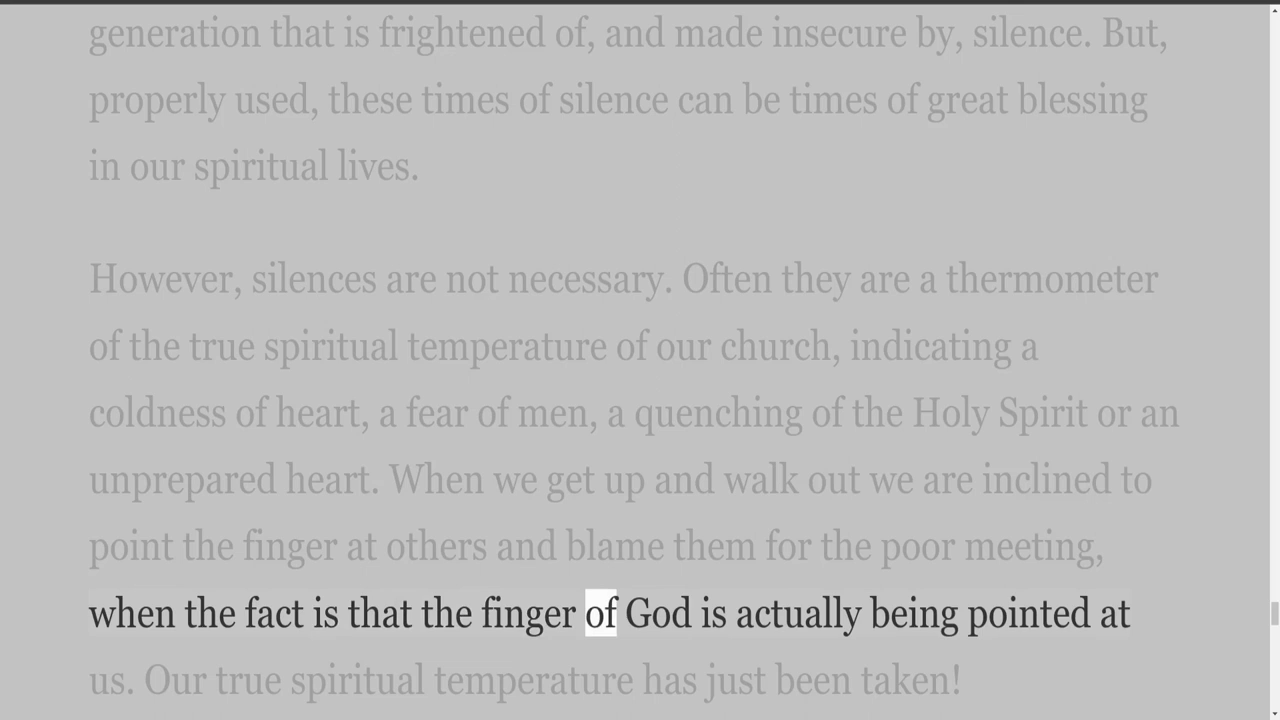 generation that is frightened of, and made insecure by, silence. But,
properly used, these times of silence can be times of great blessing
in our spiritual lives.
However, silences are not necessary. Often they are a thermometer
of the true spiritual temperature of our church, indicating a
coldness of heart, a fear of men, a quenching of the Holy Spirit or an
unprepared heart. When we get up and walk out we are inclined to
point the finger at others and blame them for the poor meeting,
when the fact is that the finger of God is actually being pointed at
us. Our true spiritual temperature has just been taken!